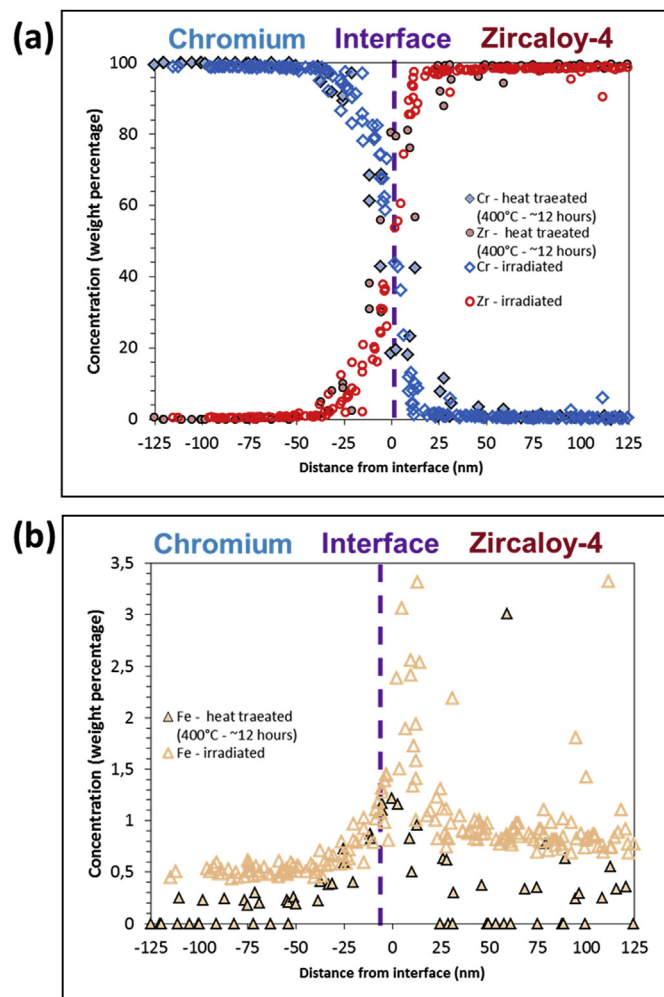 (a)
Chromium Interface Zircaloy-4
100
80
60
40
20
0
Concentration (weight percentage)
Cr - heat traeated
(400°C - ~12 hours)
Zr - heat traeated
(400°C - ~12 hours)
Cr - irradiated
Zr - irradiated
-125 -100 -75 -50 -25 0 25 50 75 100 125
Distance from interface (nm)
(b)
Chromium Interface Zircaloy-4
3,5
3
2,5
2
1,5
1
0,5
0
Concentration (weight percentage)
Fe - heat traeated
(400°C - ~12 hours)
Fe - irradiated
-125 -100 -75 -50 -25 0 25 50 75 100 125
Distance from interface (nm)